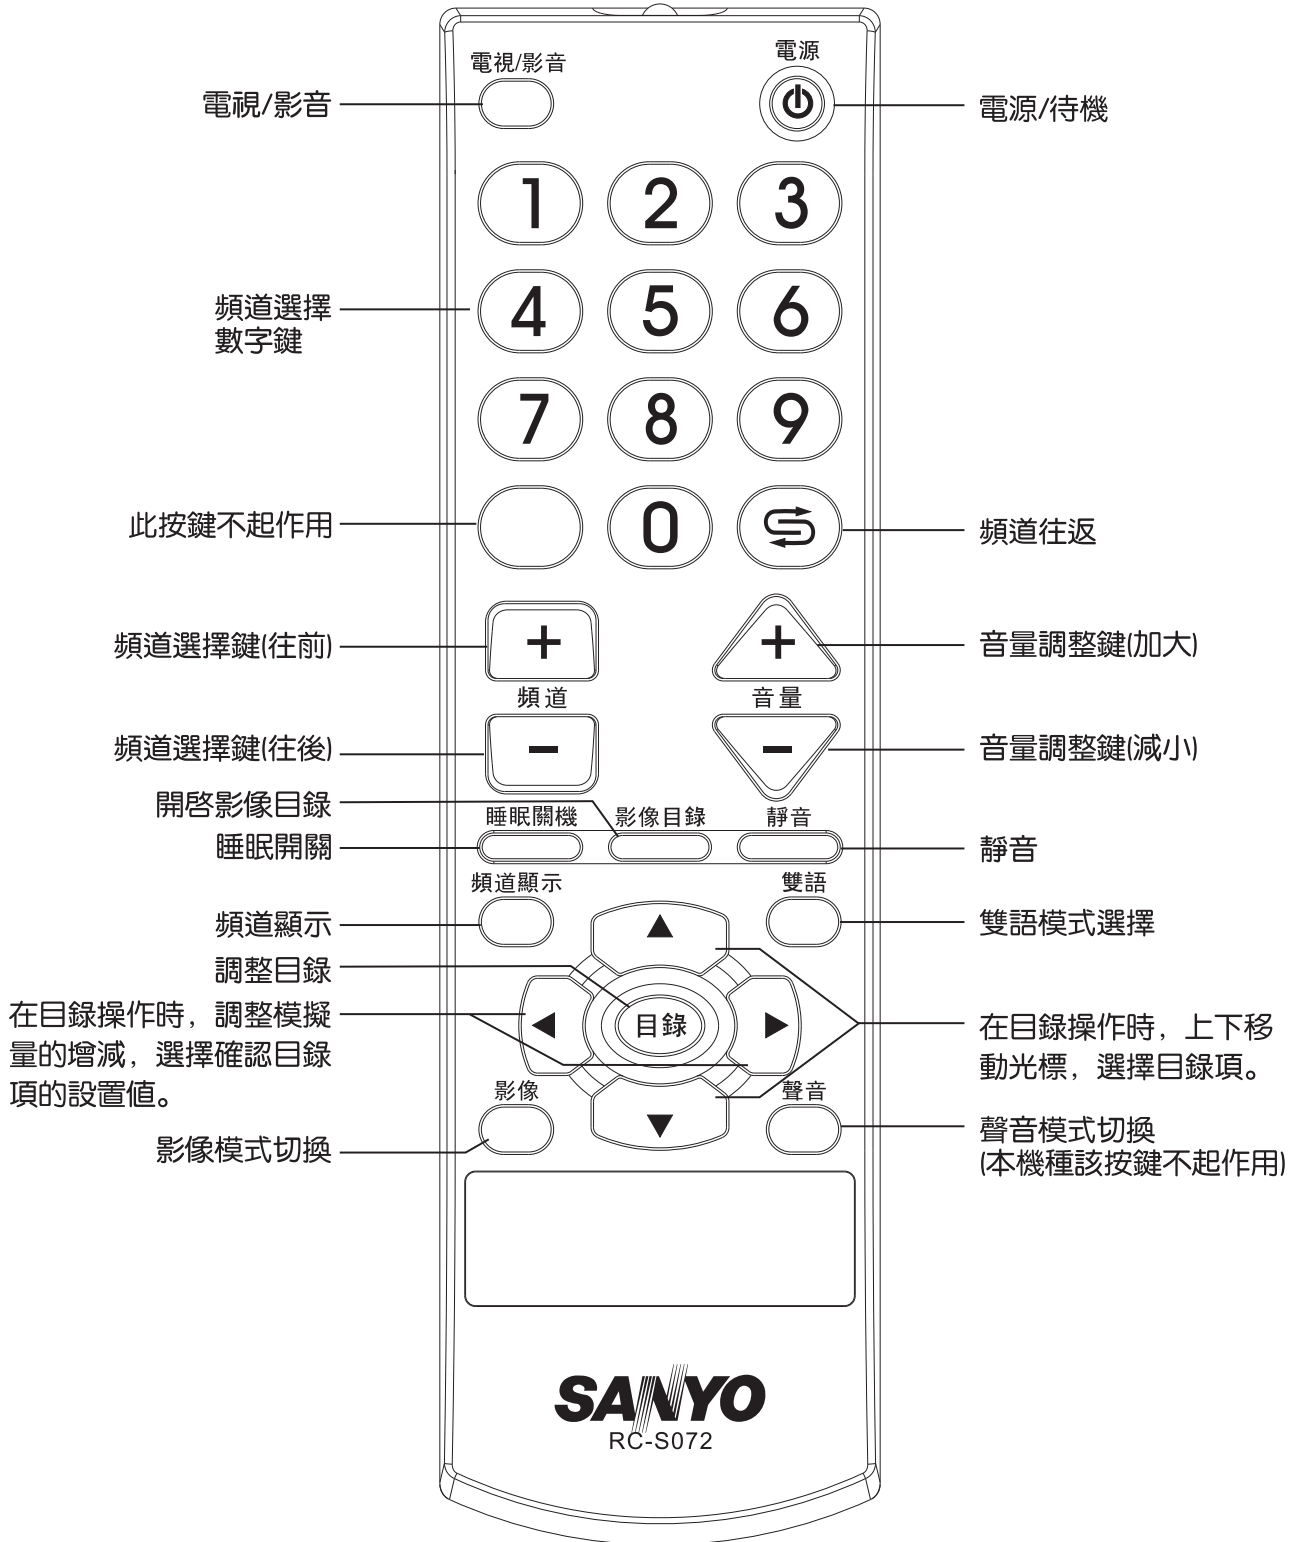 電視/影音
電源
電視/影音
電源/待機
1 2 3
頻道選擇
數字鍵
4 5 6
7 8 9
此按鍵不起作用
0
頻道往返
頻道選擇鍵(往前)
+
+
音量調整鍵(加大)
頻道
音量
頻道選擇鍵(往後)
-
-
音量調整鍵(減小)
開啓影像目錄
睡眠關機
影像目錄
靜音
睡眠開關
靜音
頻道顯示
雙語
頻道顯示
雙語模式選擇
調整目錄
在目錄操作時，調整模擬
量的增減，選擇確認目錄
項的設置值。
目錄
在目錄操作時，上下移
動光標，選擇目錄項。
影像
聲音
影像模式切換
聲音模式切換
(本機種該按鍵不起作用)
SANYO
RC-S072